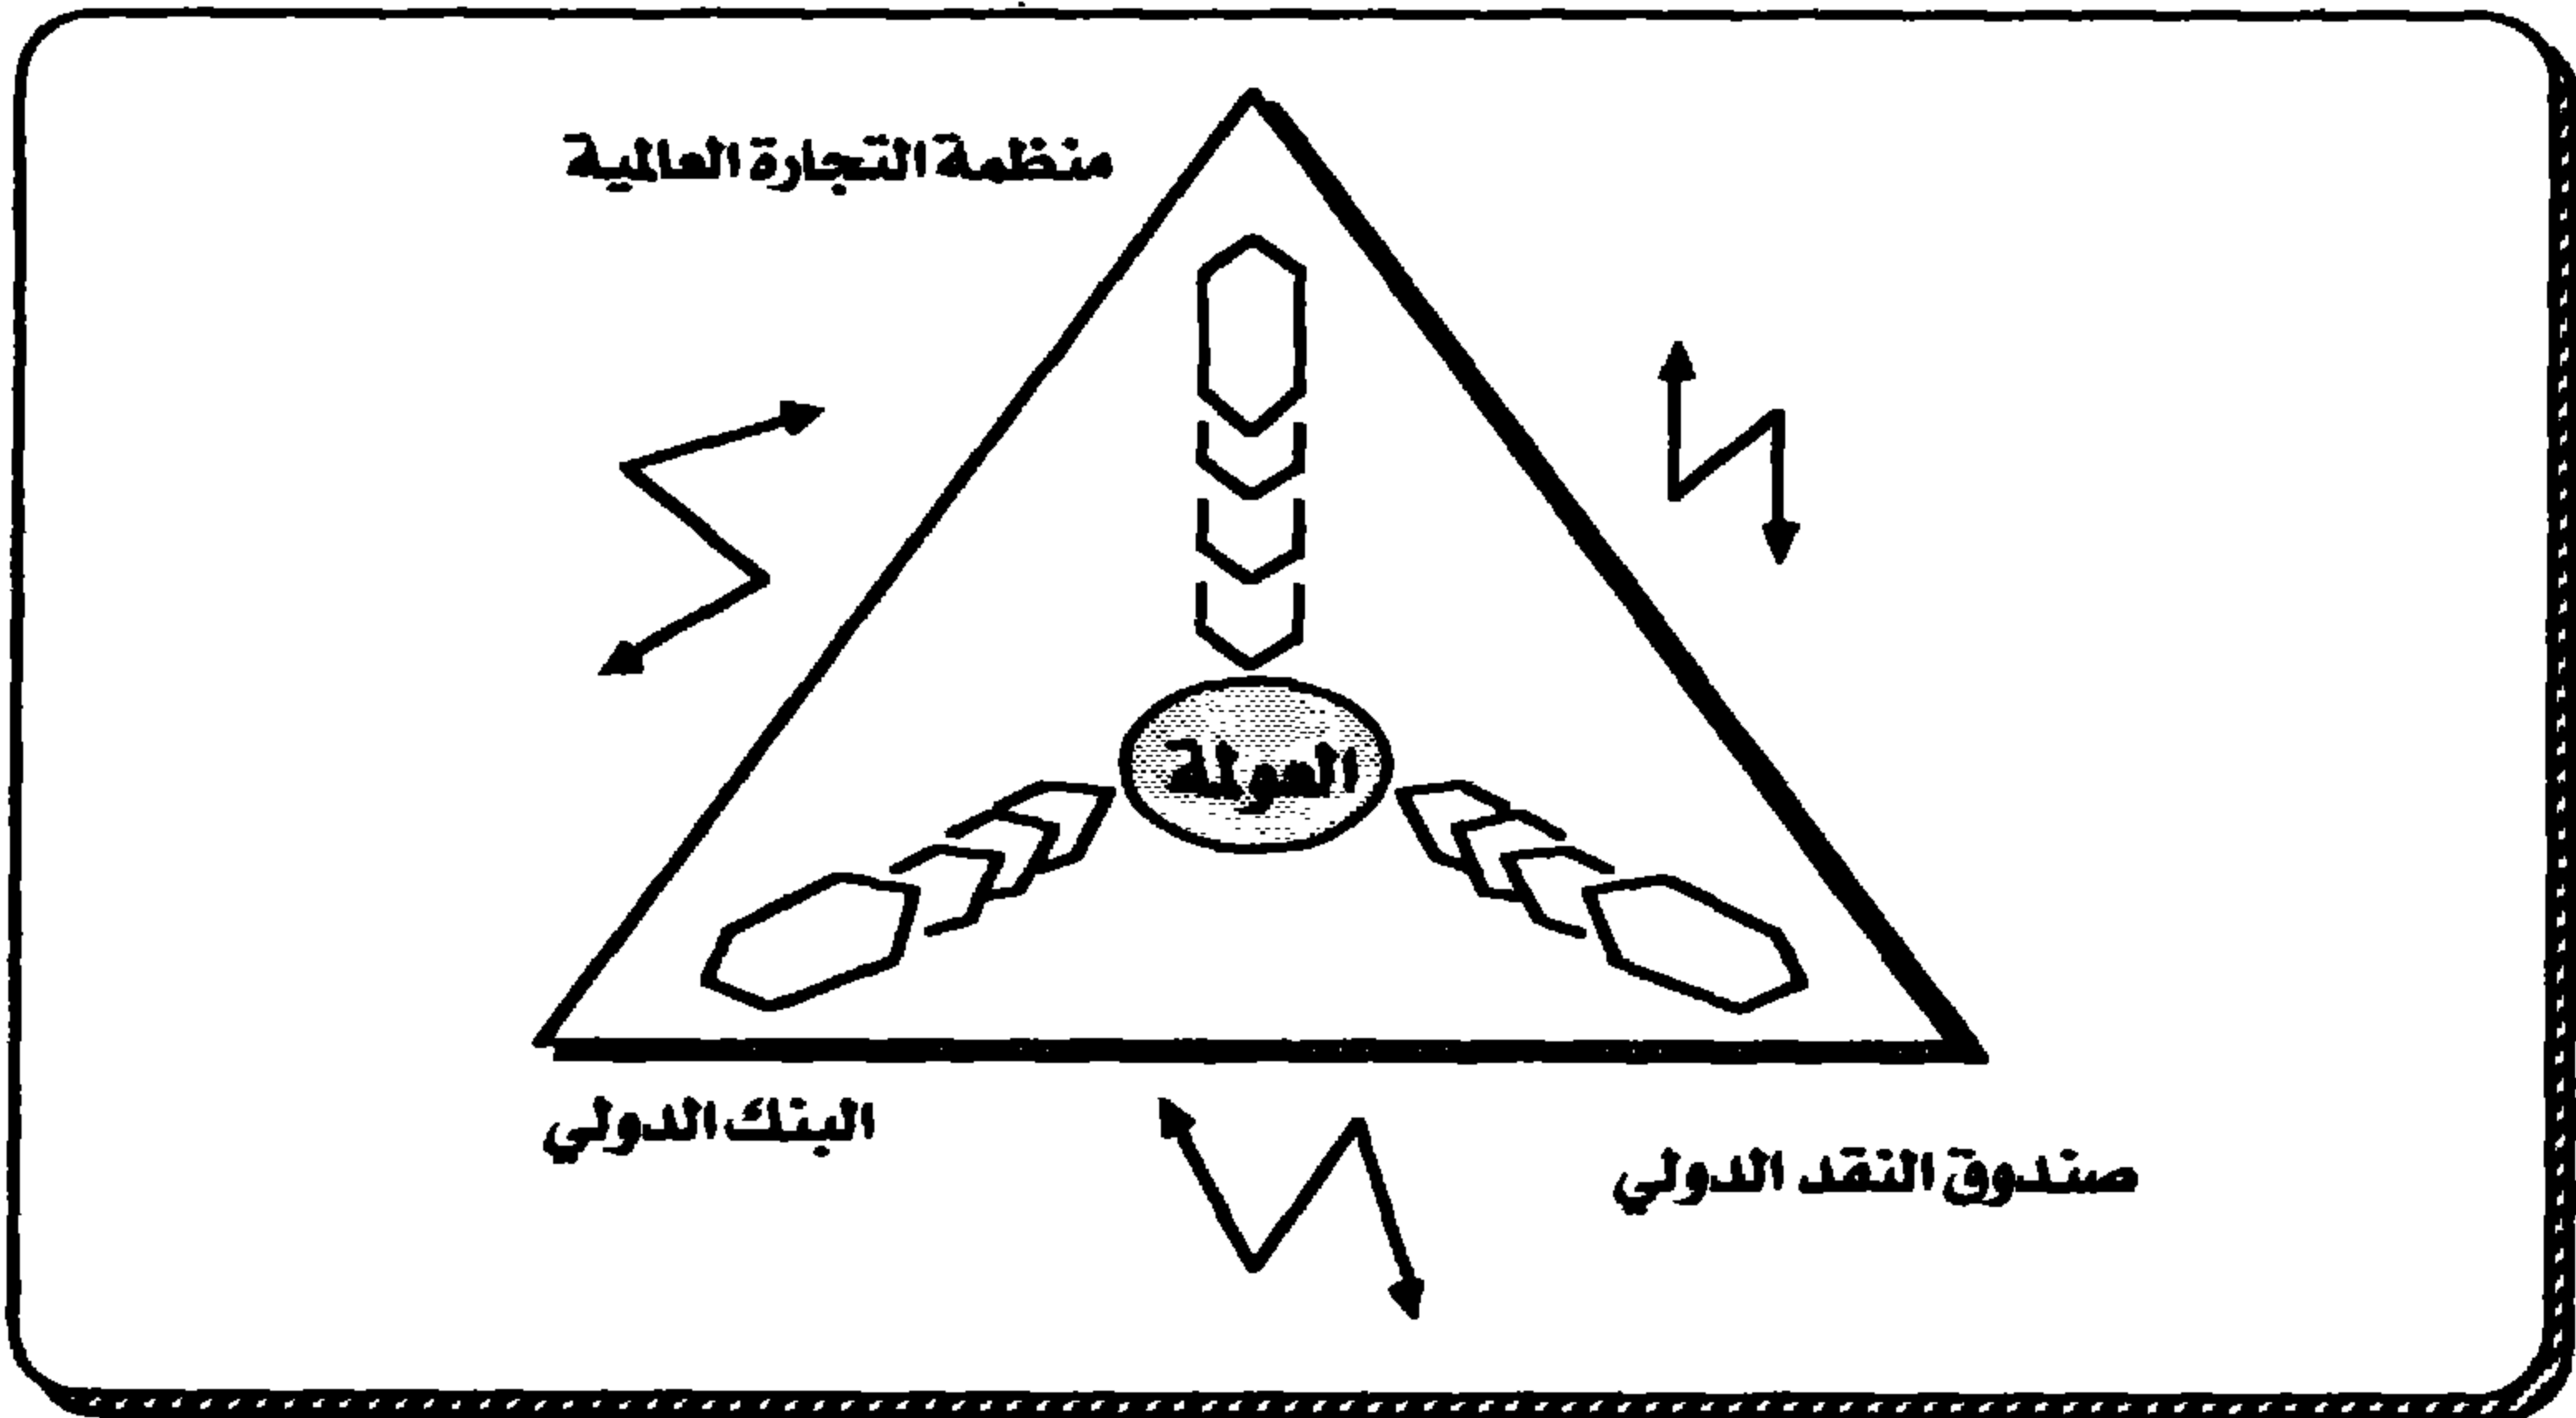 منظمة التجارة العالمية
العولمة
البنك الدولي
صندوق النقد الدولي